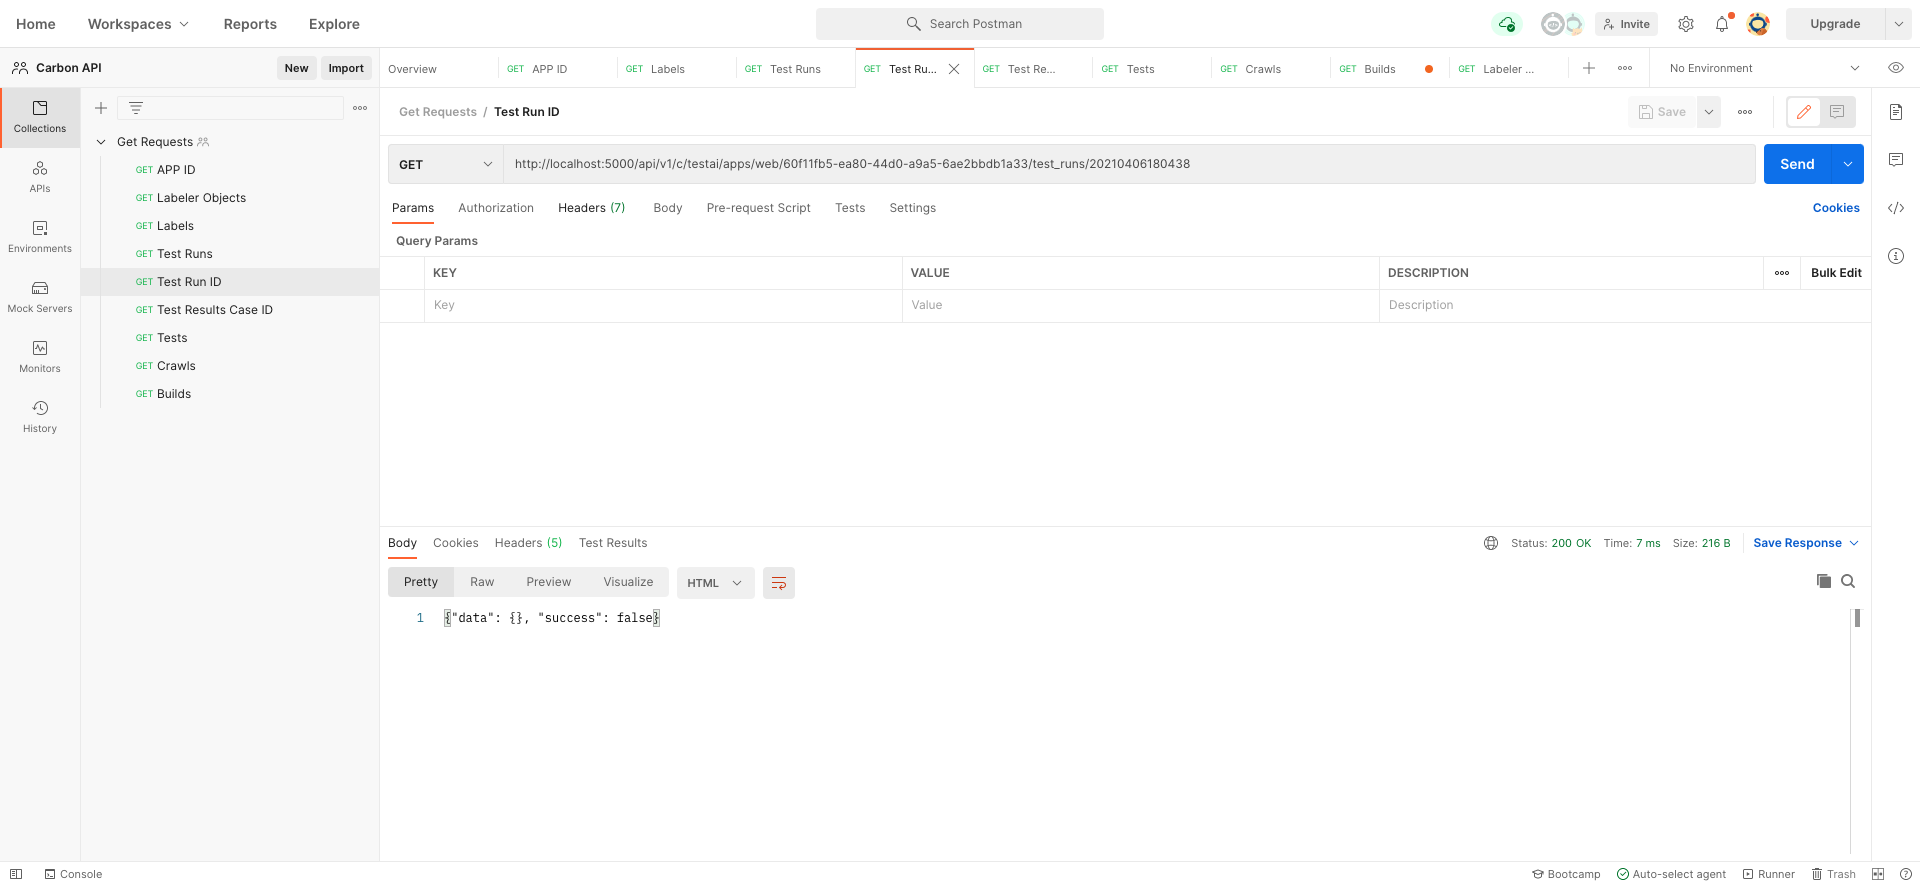 Home Workspaces Reports Explore Search Postman Invite Upgrade
Carbon API New Import Overview GET APP ID GET Labels GET Test Runs GET Test Ru... GET Test Re... GET Tests GET Crawls GET Builds GET Labeler ... No Environment
Get Requests / Test Run ID Save
Collections
Get Requests
GET APP ID
GET Labeler Objects
GET Labels
GET Test Runs
GET Test Run ID
GET Test Results Case ID
GET Tests
GET Crawls
GET Builds
APIs
Environments
Mock Servers
Monitors
History
GET http://localhost:5000/api/v1/c/testai/apps/web/60f11fb5-ea80-44d0-a9a5-6ae2bbdb1a33/test_runs/20210406180438 Send
Params Authorization Headers (7) Body Pre-request Script Tests Settings Cookies
Query Params
KEY VALUE DESCRIPTION Bulk Edit
Key Value Description
Body Cookies Headers (5) Test Results Status: 200 OK Time: 7 ms Size: 216 B Save Response
Pretty Raw Preview Visualize HTML
1 {"data": {}, "success": false}
Console Bootcamp Auto-select agent Runner Trash